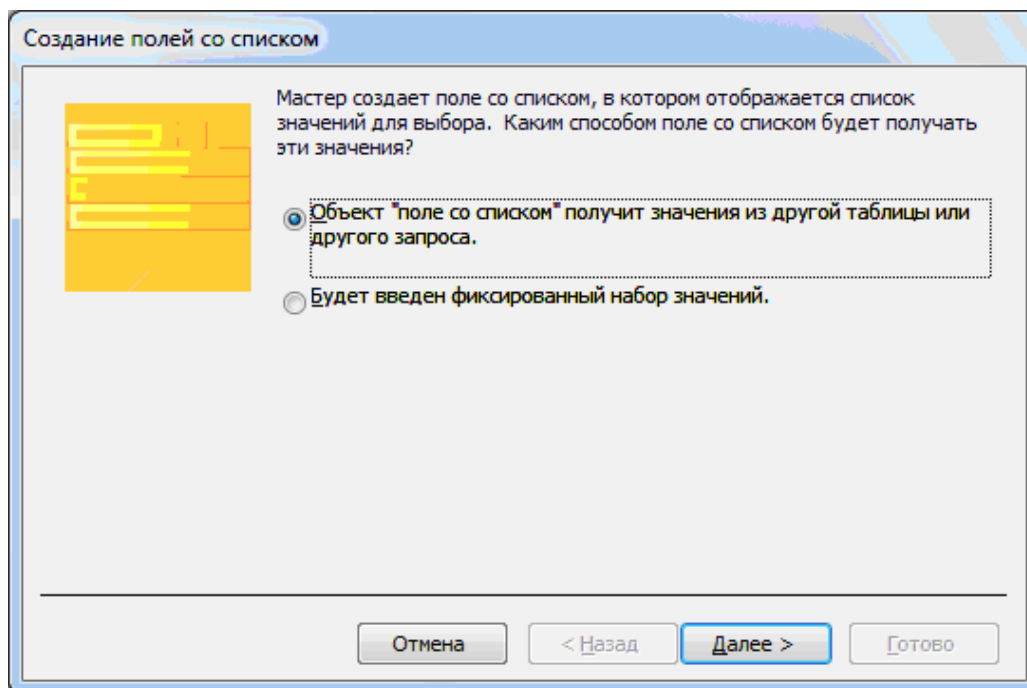 Создание полей со списком
Мастер создает поле со списком, в котором отображается список
значений для выбора. Каким способом поле со списком будет получать
эти значения?
Объект "поле со списком" получит значения из другой таблицы или
другого запроса.
Будет введен фиксированный набор значений.
Отмена
< Назад
Далее >
Готово